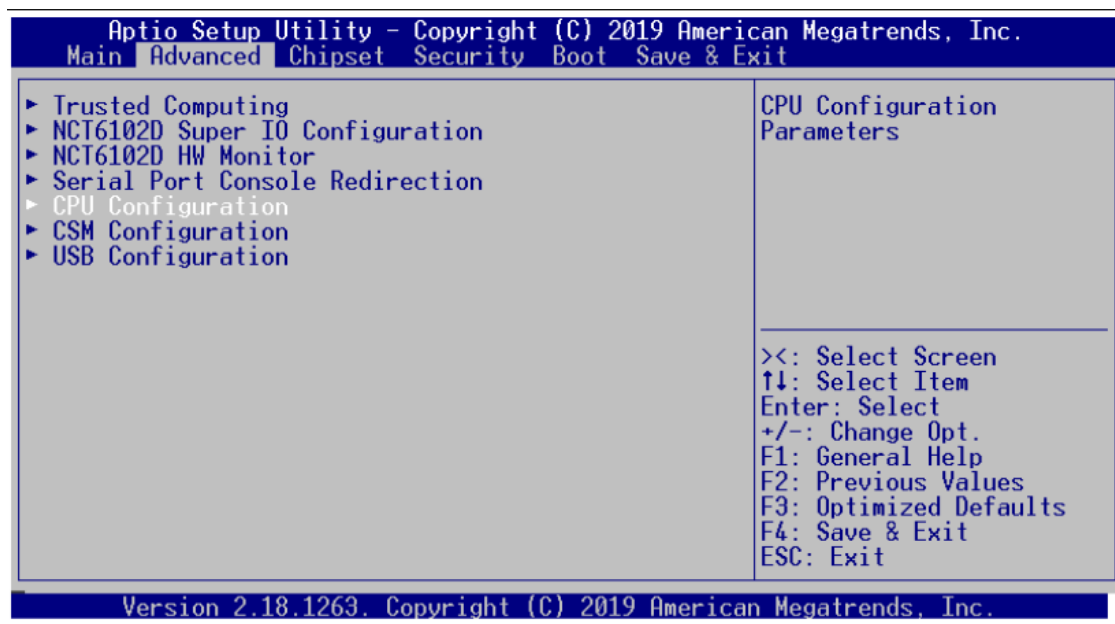 Aptio Setup Utility – Copyright (C) 2019 American Megatrends, Inc.
Main Advanced Chipset Security Boot Save & Exit
► Trusted Computing
► NCT6102D Super IO Configuration
► NCT6102D HW Monitor
► Serial Port Console Redirection
► CPU Configuration
► CSM Configuration
► USB Configuration
CPU Configuration
Parameters
><: Select Screen
↑↓: Select Item
Enter: Select
+/-: Change Opt.
F1: General Help
F2: Previous Values
F3: Optimized Defaults
F4: Save & Exit
ESC: Exit
Version 2.18.1263. Copyright (C) 2019 American Megatrends, Inc.